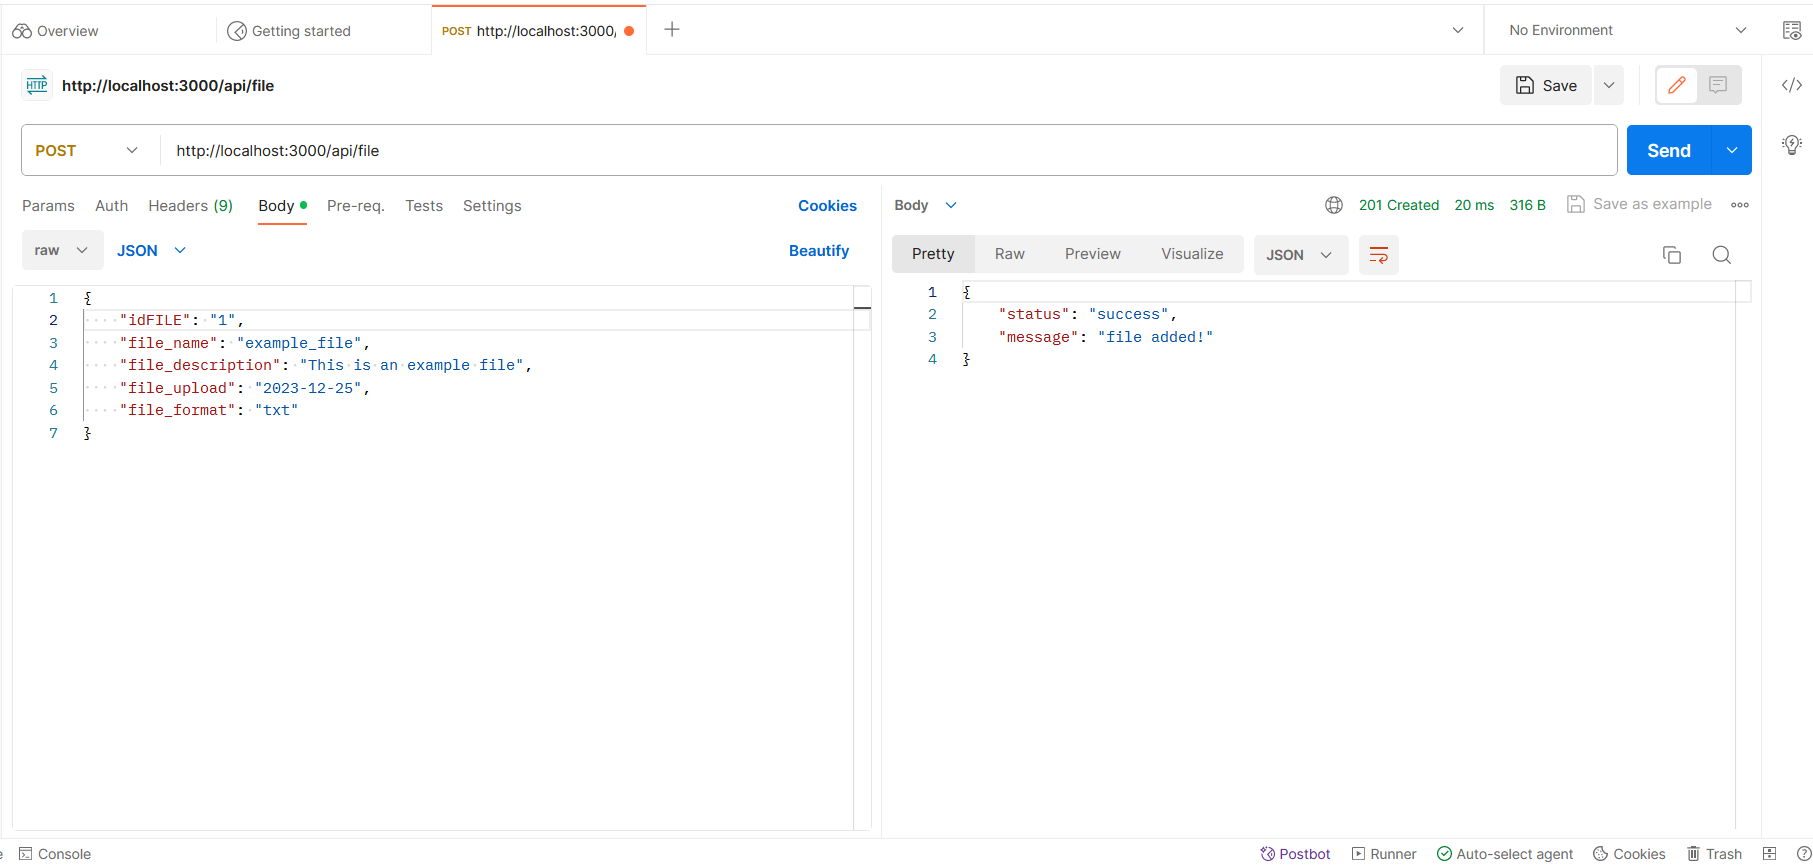 Overview
Getting started
POST http://localhost:3000/
No Environment
HTTP http://localhost:3000/api/file
Save
POST http://localhost:3000/api/file
Send
Params Auth Headers (9) Body Pre-req. Tests Settings Cookies
raw JSON Beautify
1 {
2 "idFILE": "1",
3 "file_name": "example_file",
4 "file_description": "This is an example file",
5 "file_upload": "2023-12-25",
6 "file_format": "txt"
7 }
Body 201 Created 20 ms 316 B Save as example
Pretty Raw Preview Visualize JSON
1 {
2 "status": "success",
3 "message": "file added!"
4 }
Console Postbot Runner Auto-select agent Cookies Trash